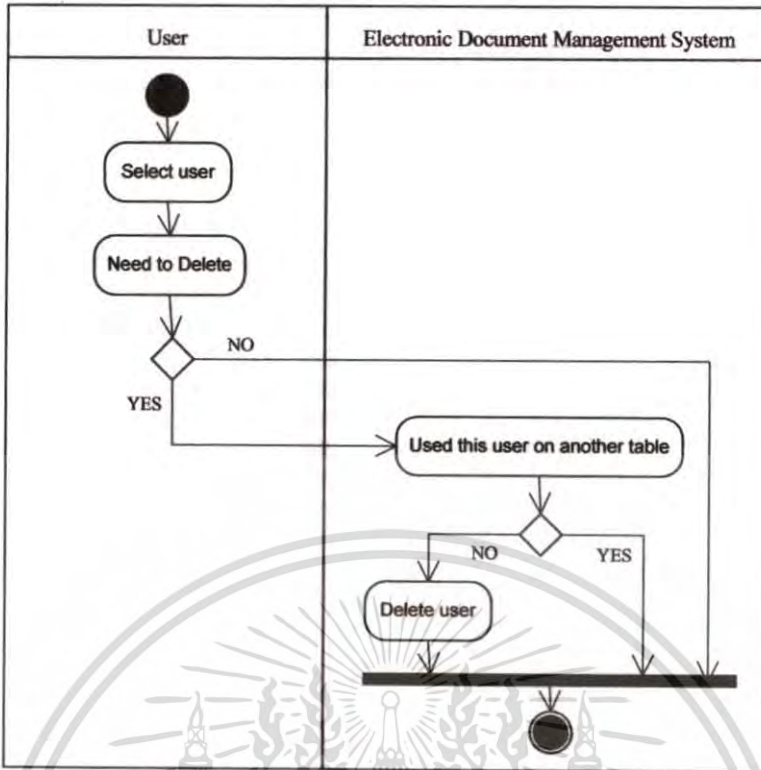 User
Electronic Document Management System
Select user
Need to Delete
NO
YES
Used this user on another table
NO
YES
Delete user